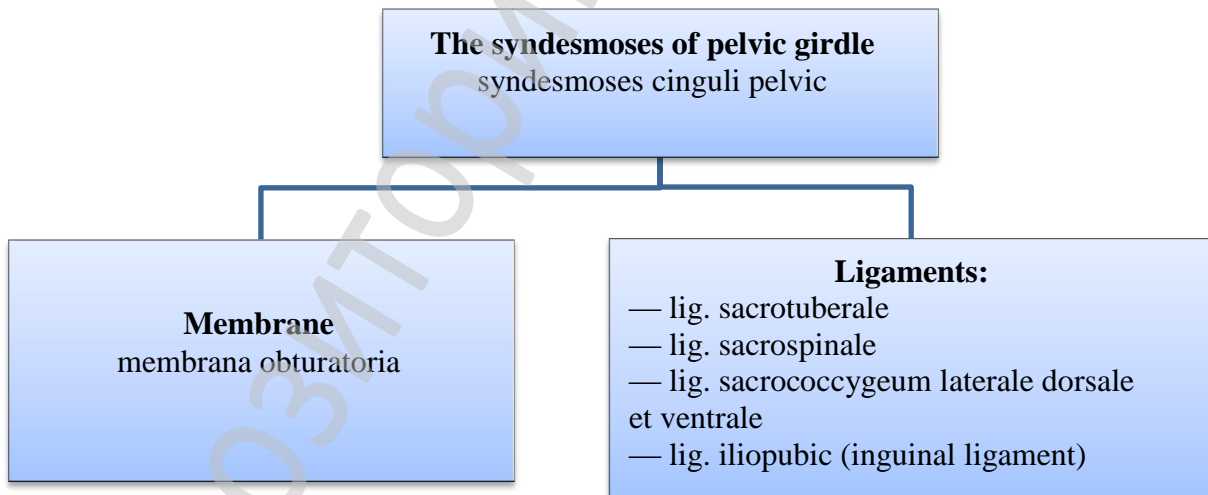 The syndesmoses of pelvic girdle
syndesmoses cinguli pelvic
Membrane
membrana obturatoria
Ligaments:
— lig. sacrotuberale
— lig. sacrospinale
— lig. sacrococcygeum laterale dorsale
et ventrale
— lig. iliopubic (inguinal ligament)
озитори